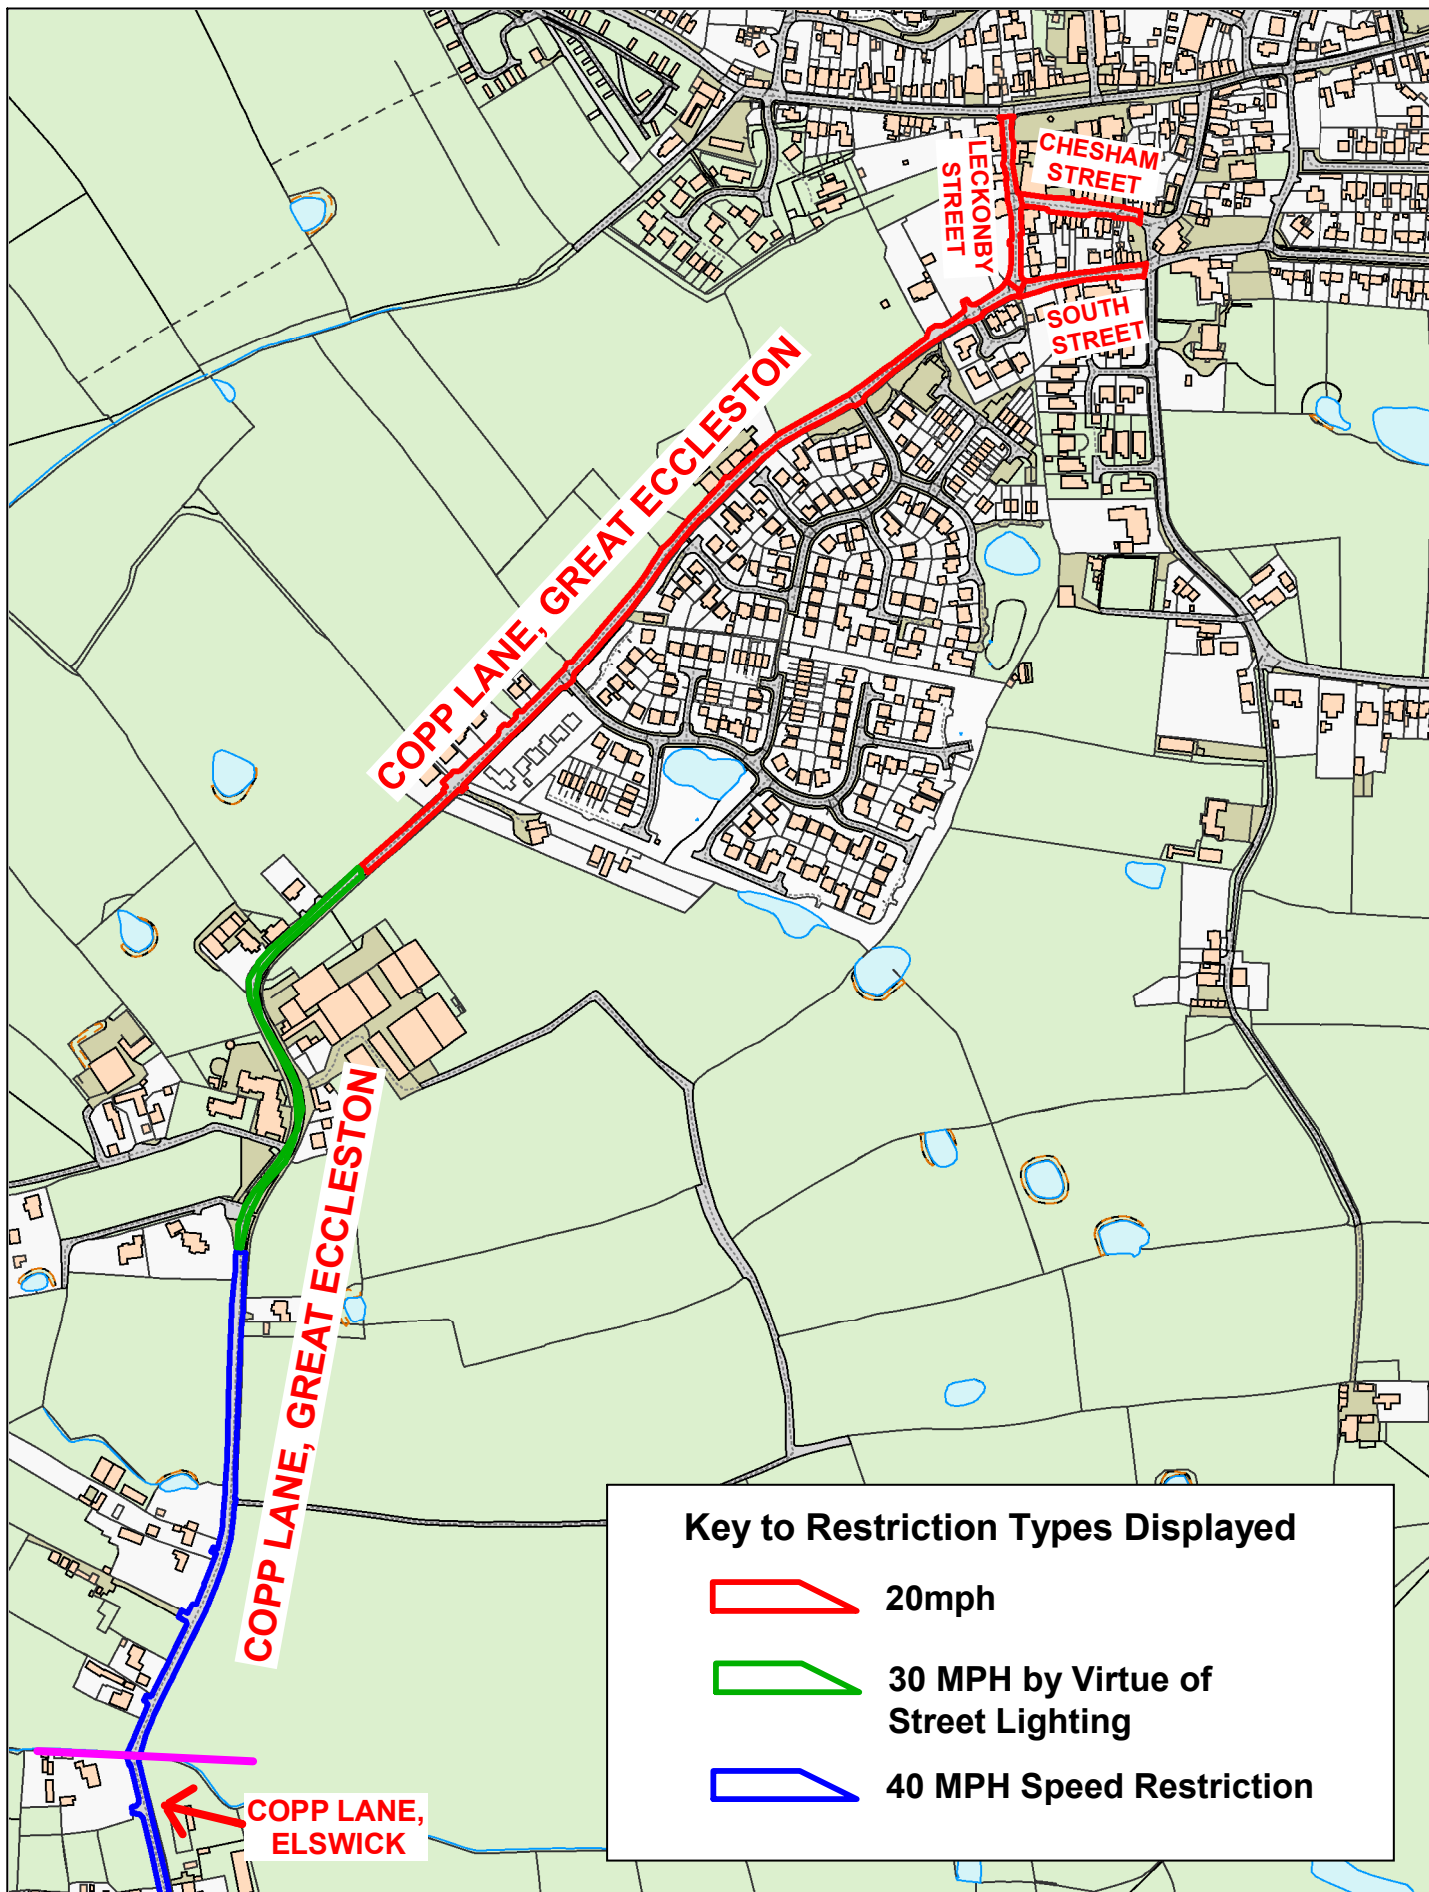 CHESHAM
STREET
LECKONBY
STREET
SOUTH
STREET
COPP LANE, GREAT ECCLESTON
COPP LANE, GREAT ECCLESTON
Key to Restriction Types Displayed
20mph
30 MPH by Virtue of
Street Lighting
40 MPH Speed Restriction
COPP LANE,
ELSWICK